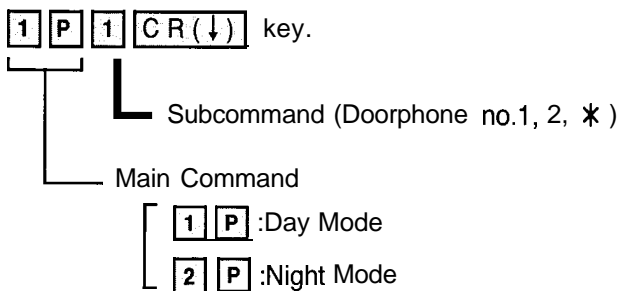 1 P 1 CR(↓) key.
Subcommand (Doorphone no.1, 2, ✱)
Main Command
1 P :Day Mode
2 P :Night Mode